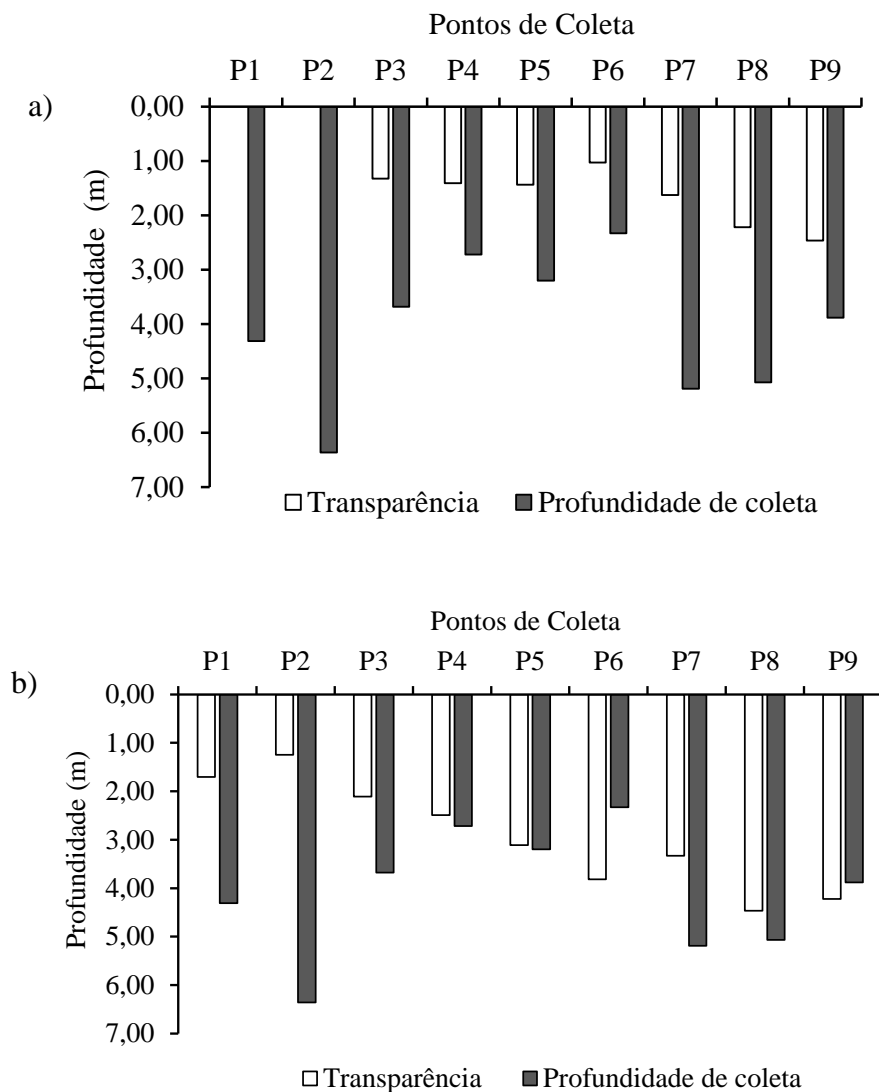 Pontos de Coleta
P1 P2 P3 P4 P5 P6 P7 P8 P9
a)
0,00
1,00
2,00
3,00
4,00
5,00
6,00
7,00
Profundidade (m)
Transparência Profundidade de coleta
Pontos de Coleta
P1 P2 P3 P4 P5 P6 P7 P8 P9
b)
0,00
1,00
2,00
3,00
4,00
5,00
6,00
7,00
Profundidade (m)
Transparência Profundidade de coleta